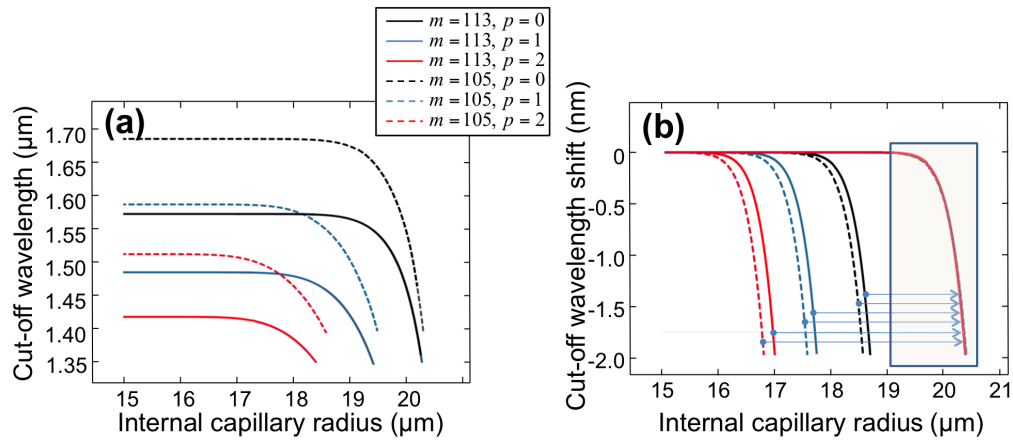 m = 113, p = 0
m = 113, p = 1
m = 113, p = 2
m = 105, p = 0
m = 105, p = 1
m = 105, p = 2
(a)
Cut-off wavelength (μm)
1.70
1.60
1.55
1.50
1.45
1.40
1.35
15 16 17 18 19 20
Internal capillary radius (μm)
(b)
Cut-off wavelength shift (nm)
0
-0.5
-1.0
-1.5
-2.0
15 16 17 18 19 20 21
Internal capillary radius (μm)